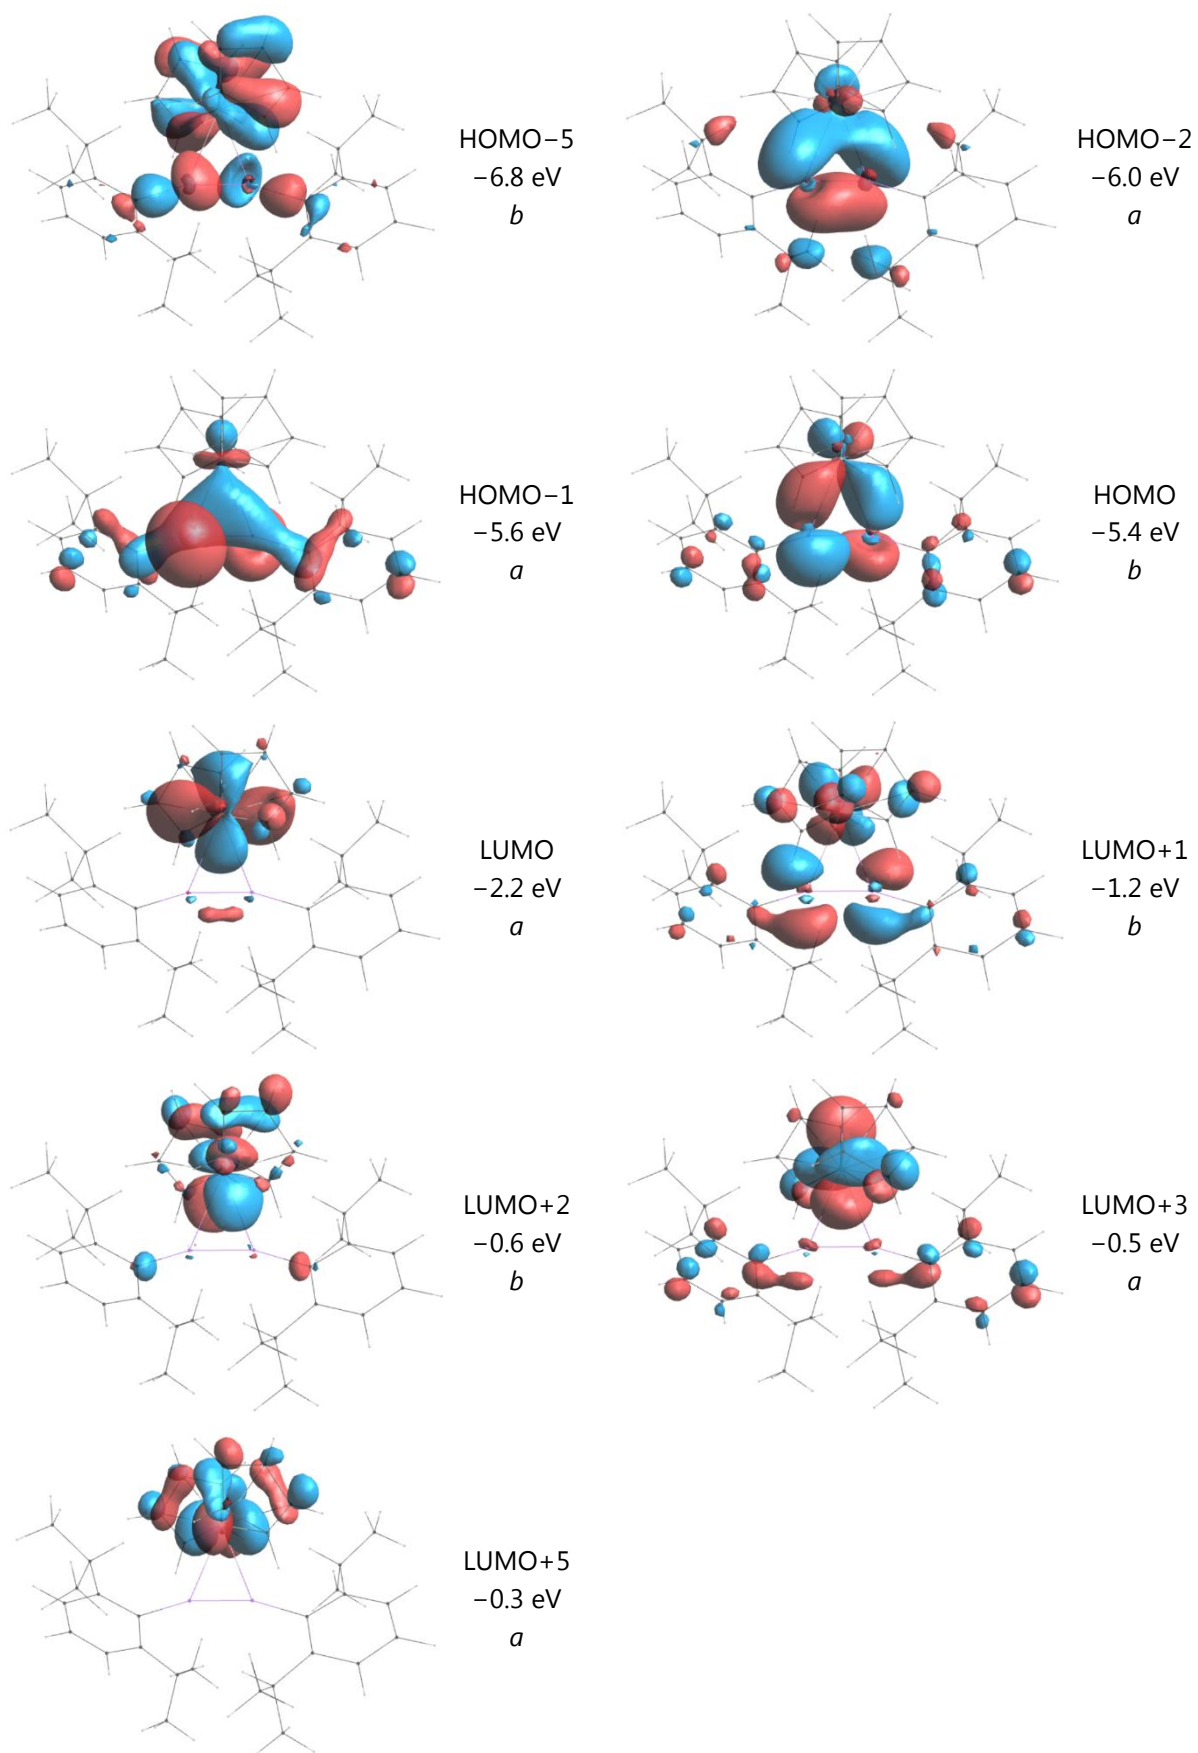 HOMO−5
−6.8 eV
b
HOMO−2
−6.0 eV
a
HOMO−1
−5.6 eV
a
HOMO
−5.4 eV
b
LUMO
−2.2 eV
a
LUMO+1
−1.2 eV
b
LUMO+2
−0.6 eV
b
LUMO+3
−0.5 eV
a
LUMO+5
−0.3 eV
a